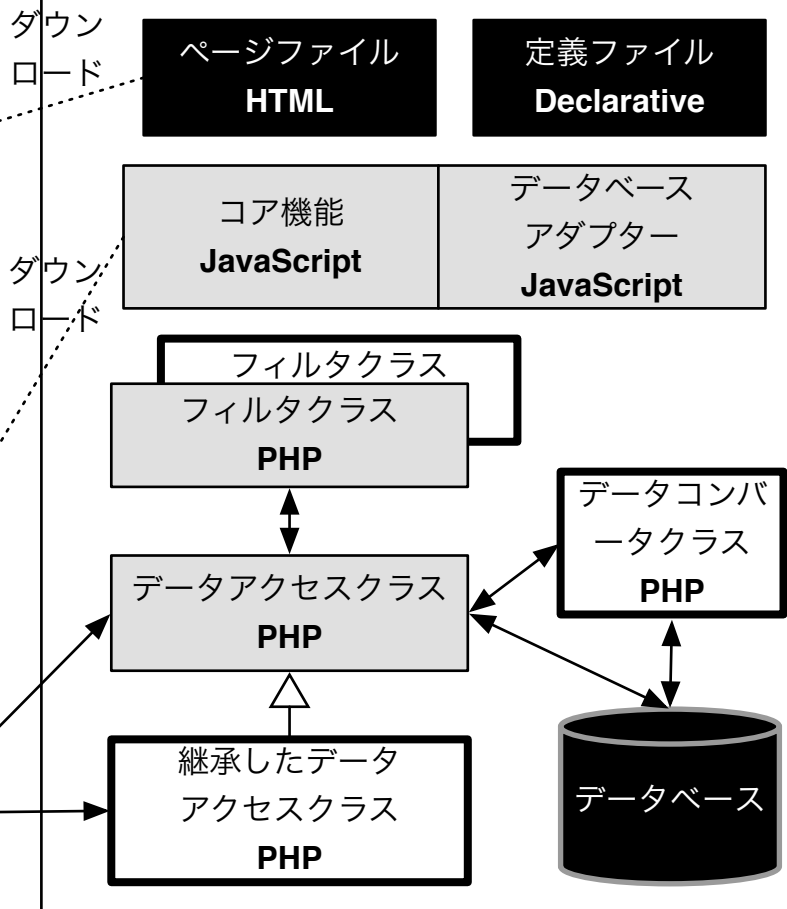 ダウン
ロード
ページファイル
HTML
定義ファイル
Declarative
コア機能
JavaScript
データベース
アダプター
JavaScript
ダウン
ロード
フィルタクラス
フィルタクラス
PHP
データコンバ
ータクラス
PHP
データアクセスクラス
PHP
継承したデータ
アクセスクラス
PHP
データベース